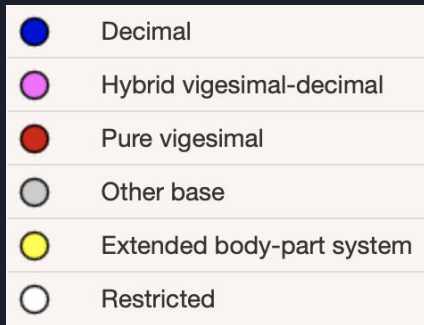 Decimal
Hybrid vigesimal-decimal
Pure vigesimal
Other base
Extended body-part system
Restricted